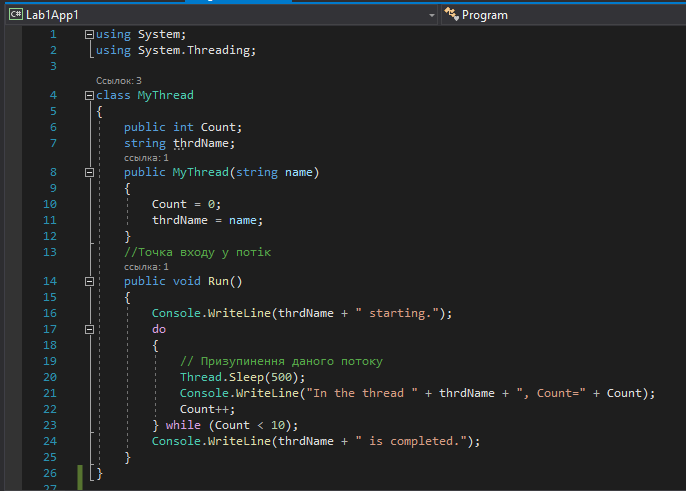 C# Lab1App1 Program
1 using System;
2 using System.Threading;
3
Ссылок: 3
4 class MyThread
5 {
6 public int Count;
7 string thrdName;
ссылка: 1
8 public MyThread(string name)
9 {
10 Count = 0;
11 thrdName = name;
12 }
13 //Точка входу у потік
ссылка: 1
14 public void Run()
15 {
16 Console.WriteLine(thrdName + " starting.");
17 do
18 {
19 // Призупинення даного потоку
20 Thread.Sleep(500);
21 Console.WriteLine("In the thread " + thrdName + ", Count=" + Count);
22 Count++;
23 } while (Count < 10);
24 Console.WriteLine(thrdName + " is completed.");
25 }
26 }
27